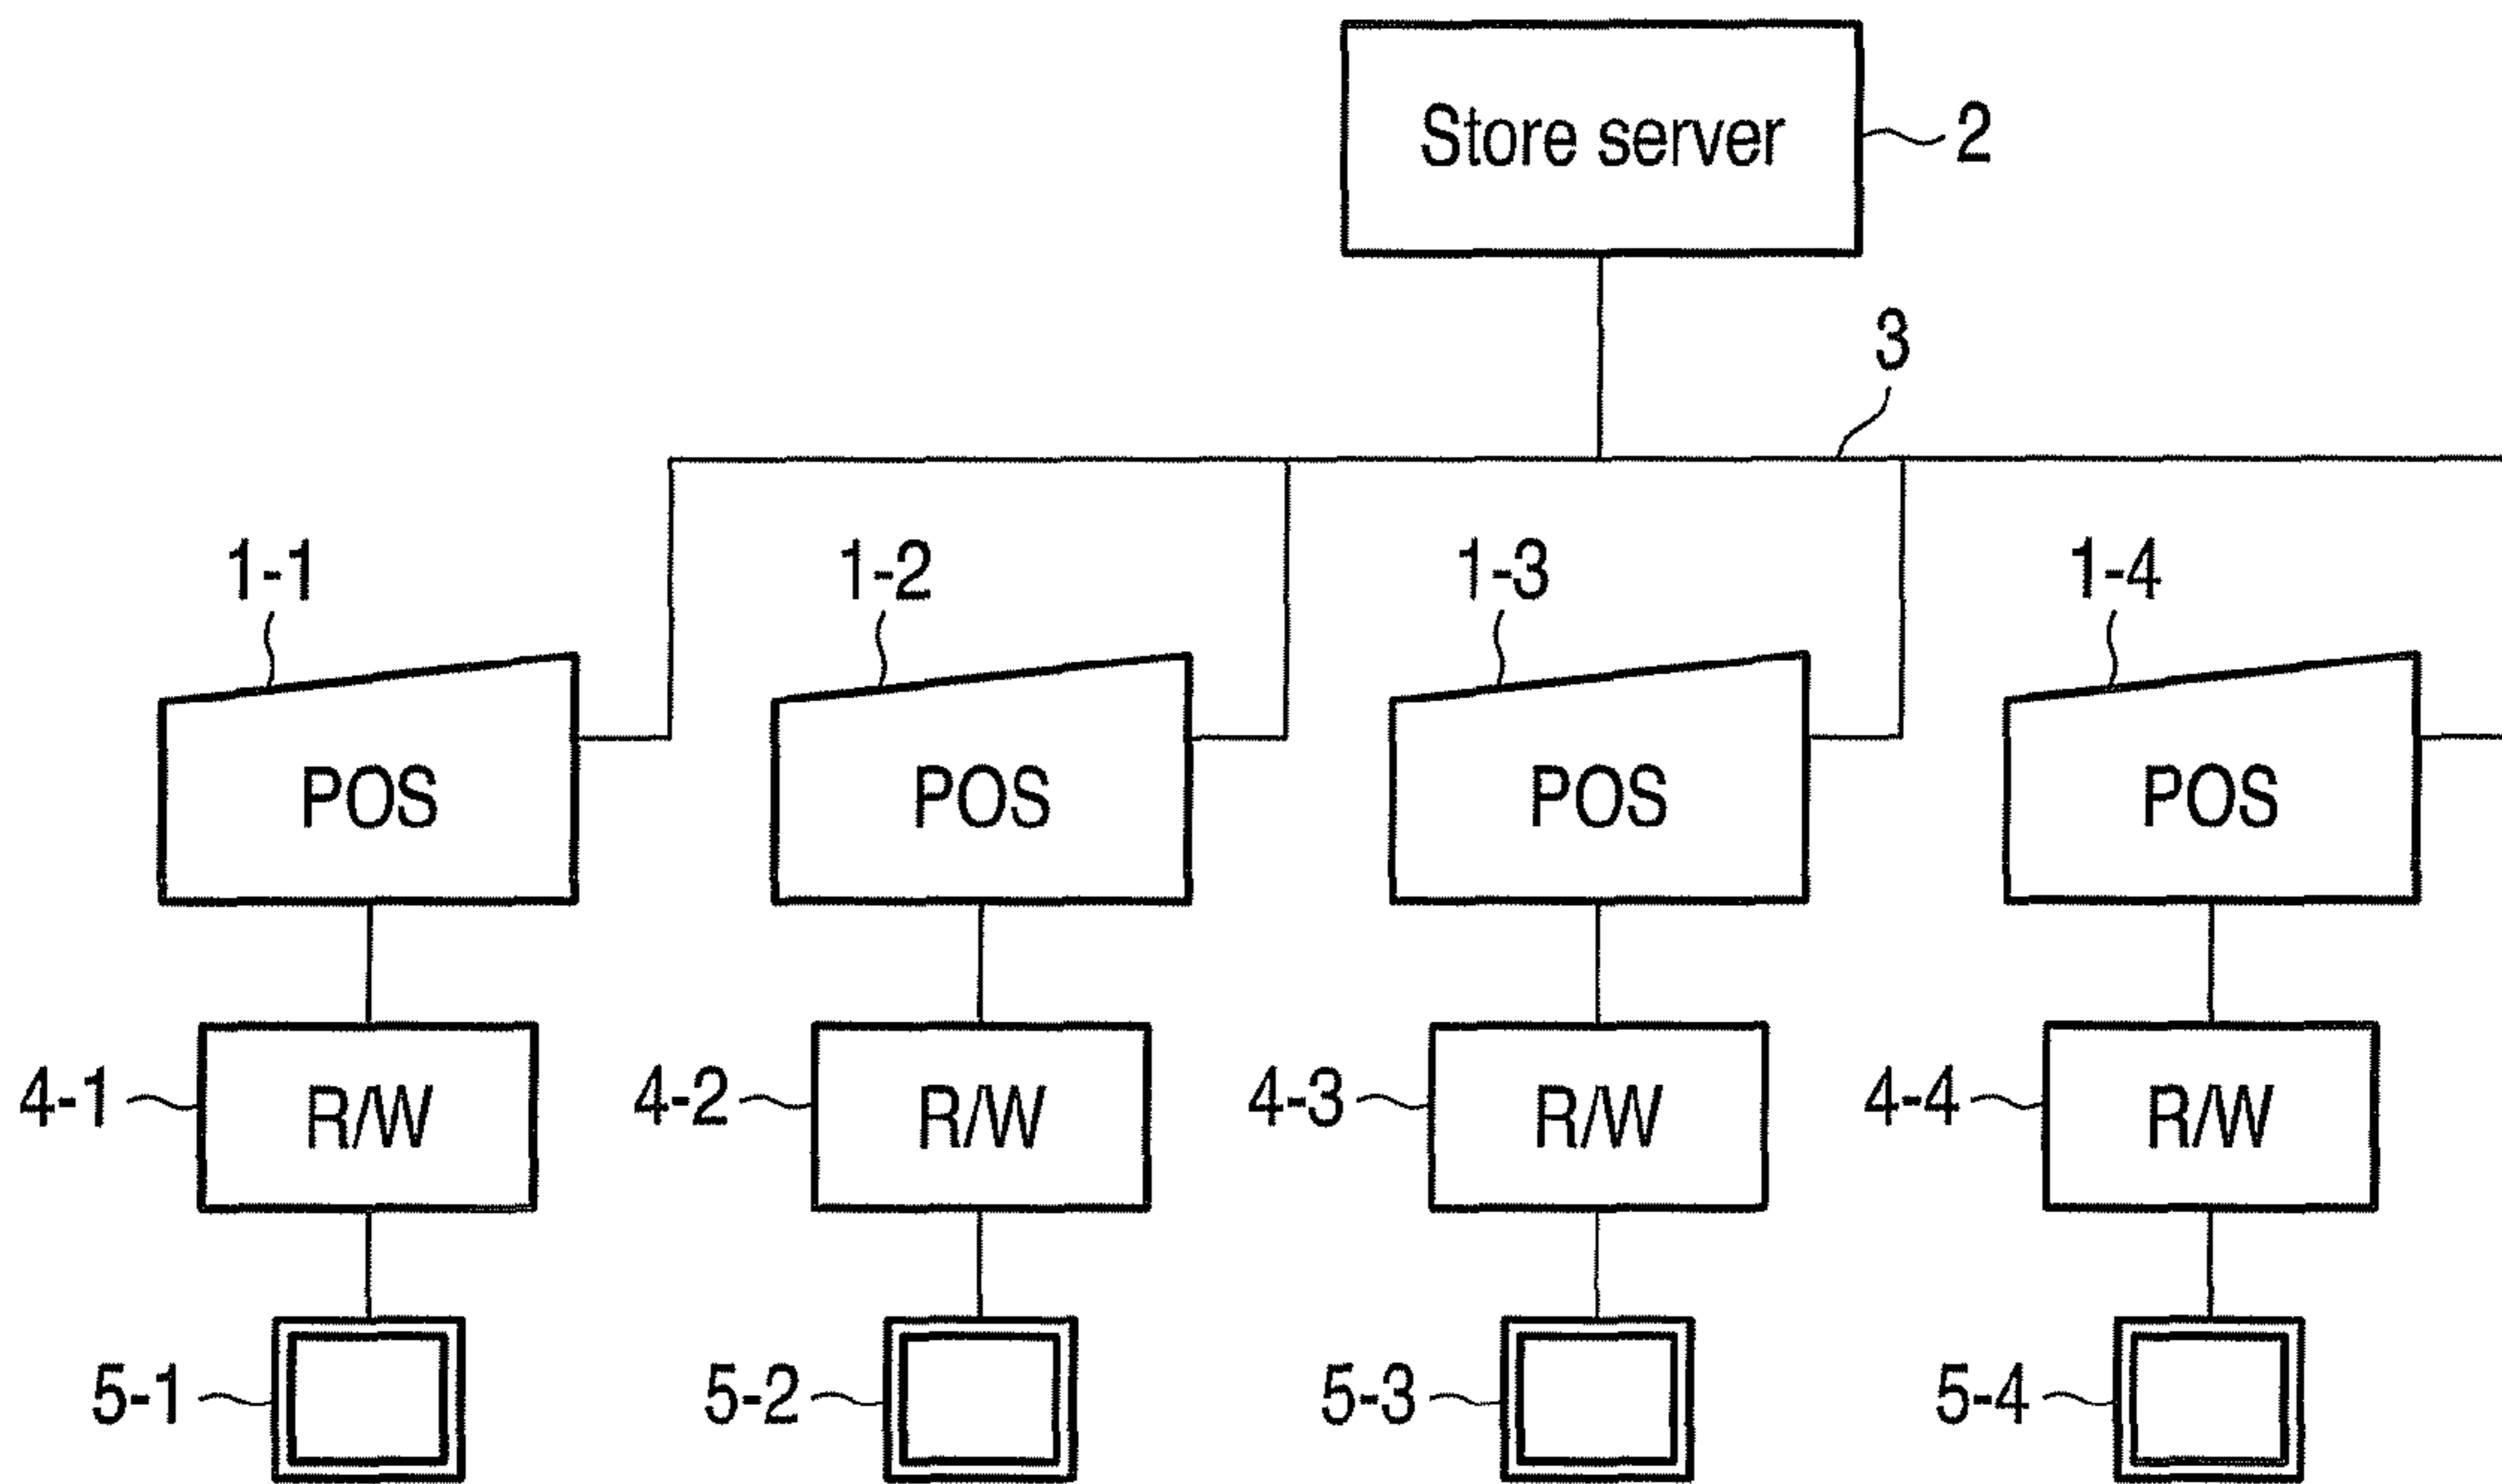 Store server
2
3
1-1
1-2
1-3
1-4
POS
POS
POS
POS
4-1
R/W
4-2
R/W
4-3
R/W
4-4
R/W
5-1
5-2
5-3
5-4